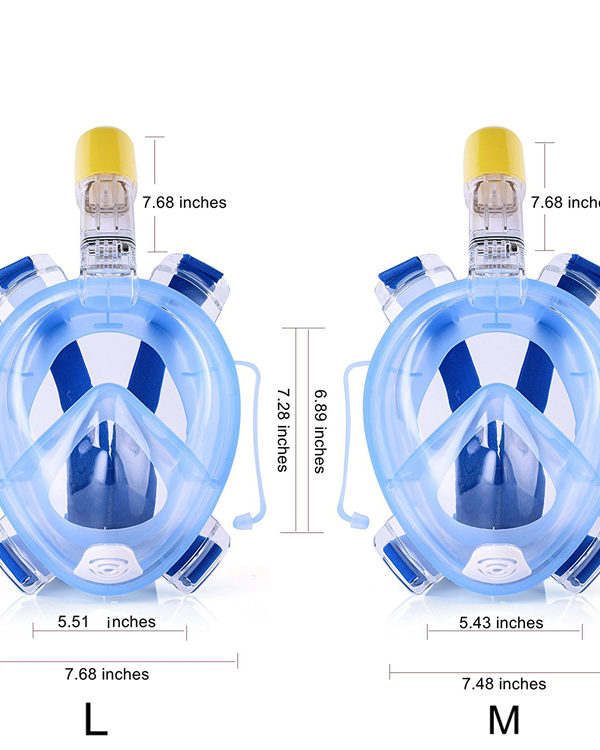 7.68 inches
7.68 inche
7.28 inches
6.89 inches
5.51 inches
5.43 inches
7.68 inches
7.48 inches
L
M